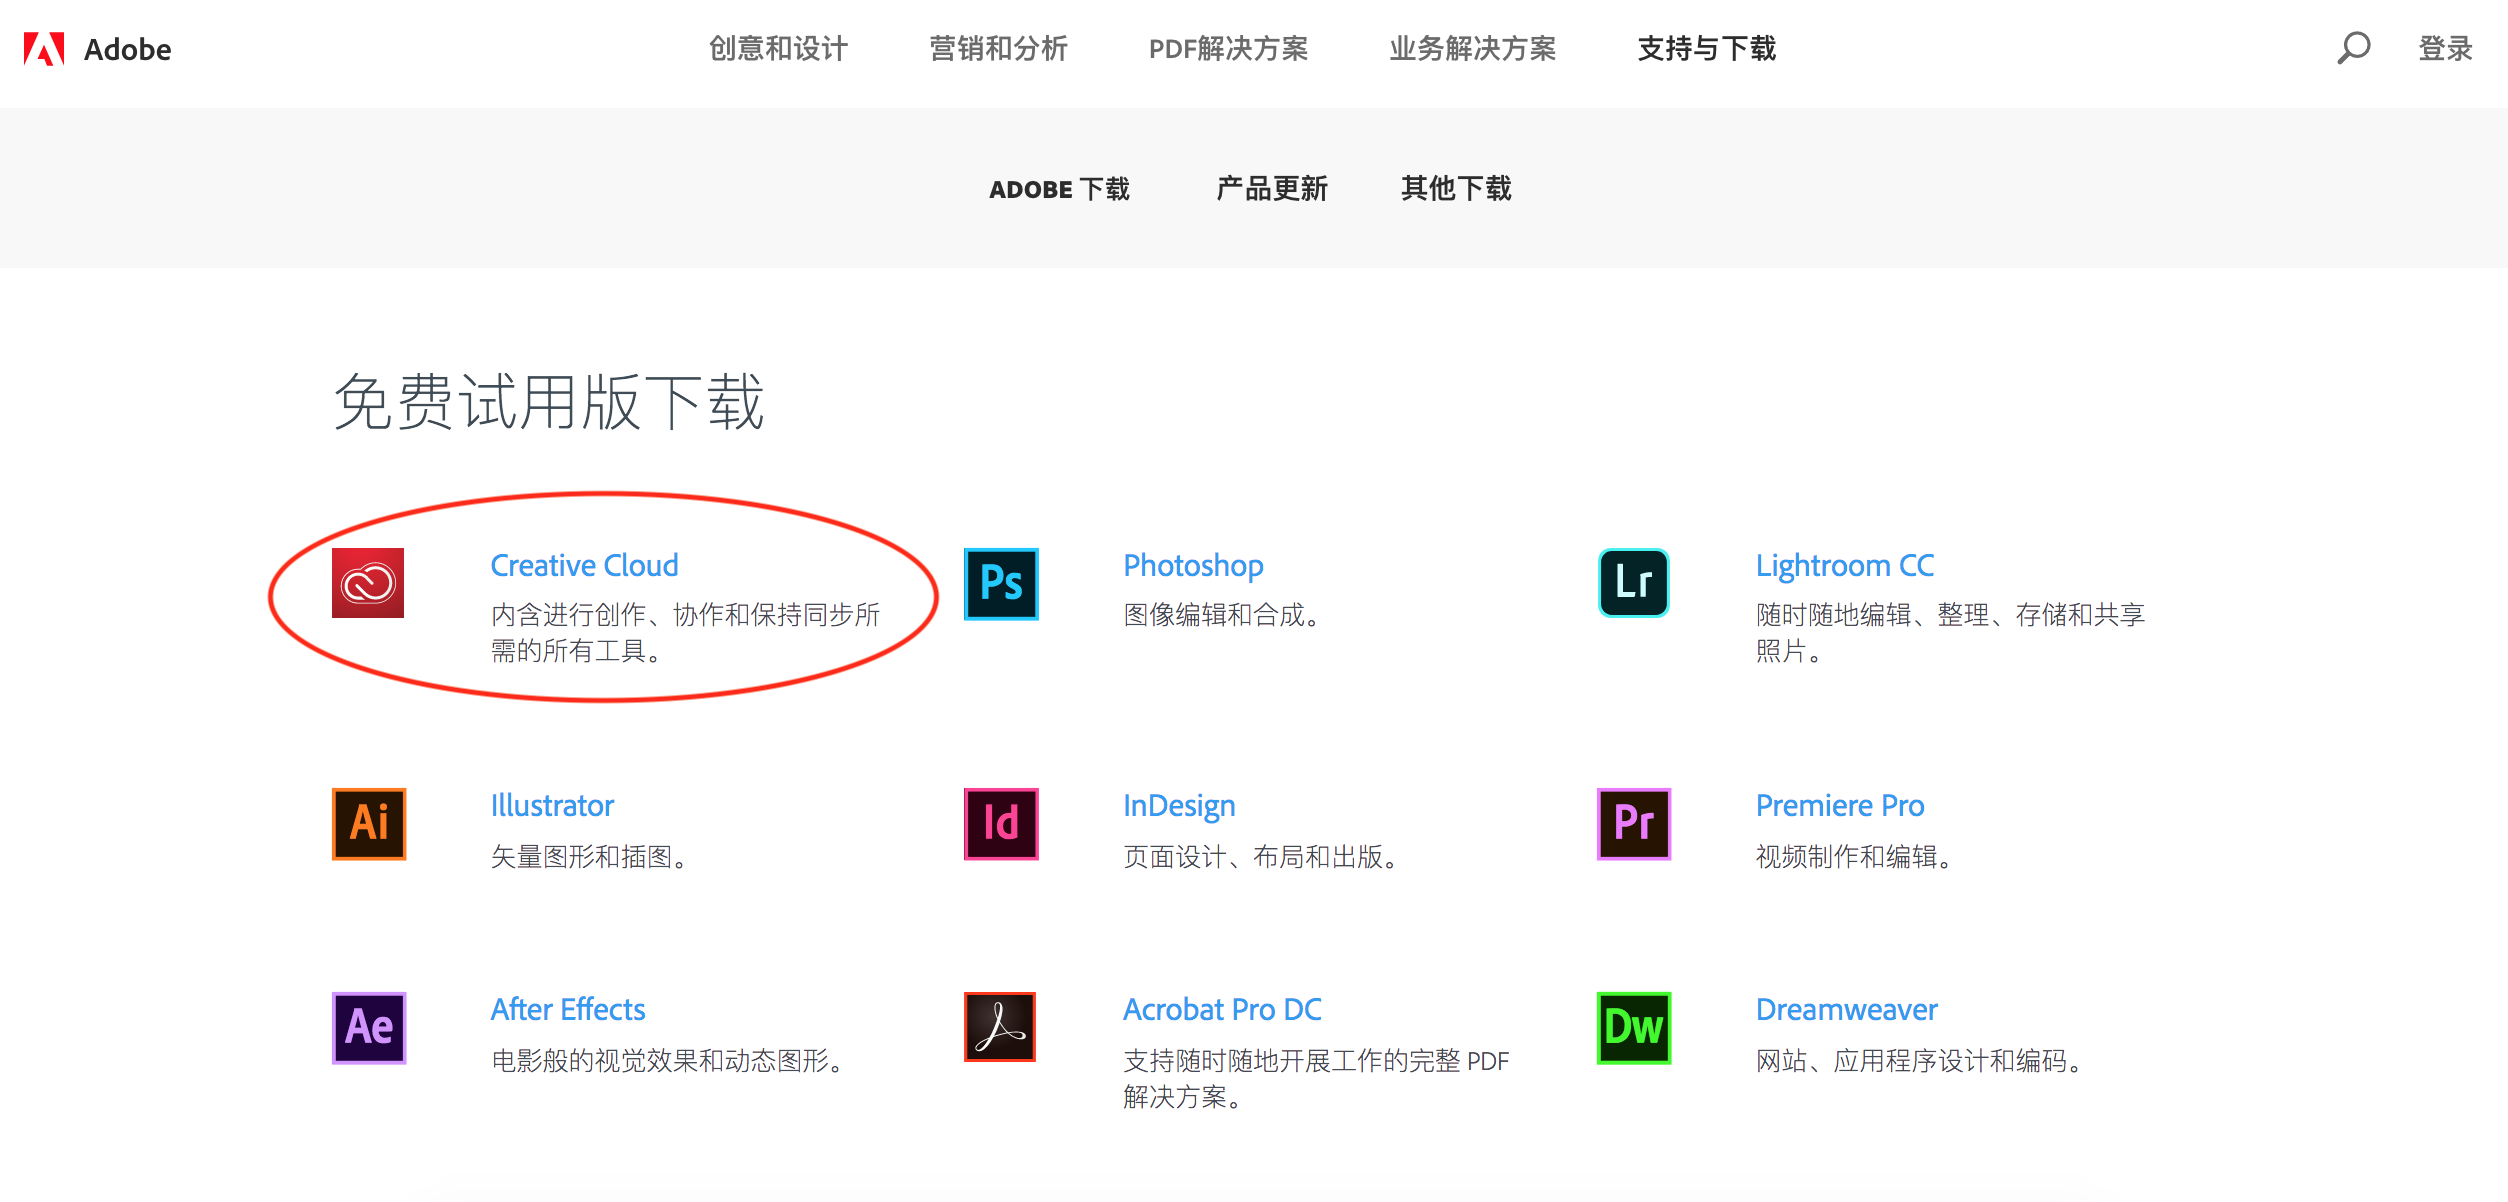 Adobe
创意和设计
营销和分析
PDF解决方案
业务解决方案
支持与下载
登录
ADOBE 下载
产品更新
其他下载
免费试用版下载
Creative Cloud
内含进行创作、协作和保持同步所
需的所有工具。
Ps
Photoshop
图像编辑和合成。
Lr
Lightroom CC
随时随地编辑、整理、存储和共享
照片。
Ai
Illustrator
矢量图形和插图。
Id
InDesign
页面设计、布局和出版。
Pr
Premiere Pro
视频制作和编辑。
Ae
After Effects
电影般的视觉效果和动态图形。
Acrobat Pro DC
支持随时随地开展工作的完整 PDF
解决方案。
Dw
Dreamweaver
网站、应用程序设计和编码。